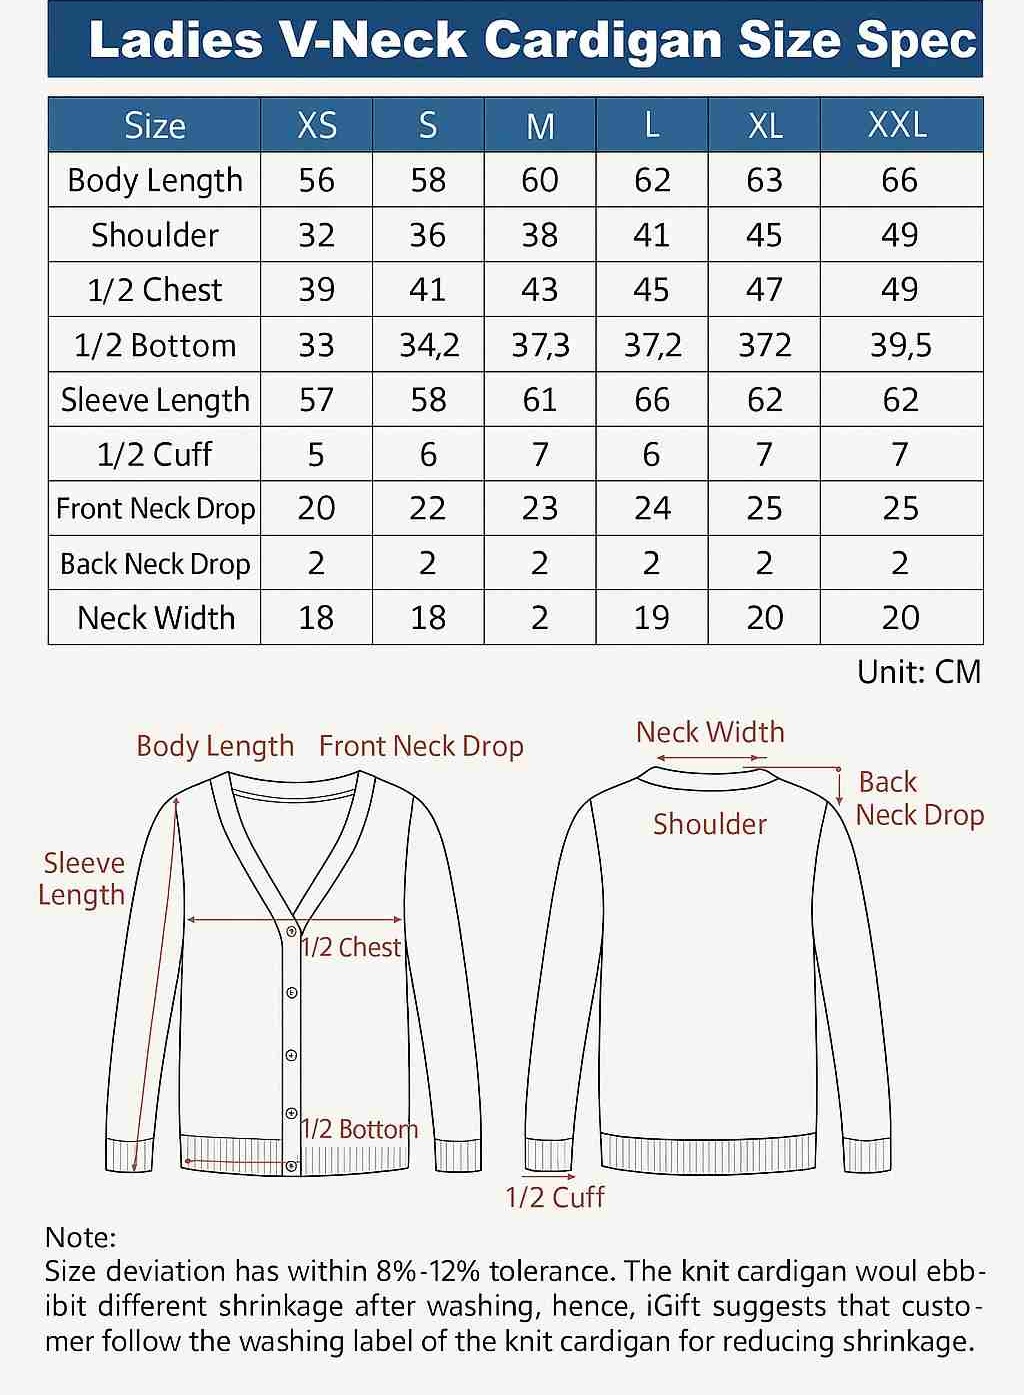 Ladies V-Neck Cardigan Size Spec
Size XS S M L XL XXL
Body Length 56 58 60 62 63 66
Shoulder 32 36 38 41 45 49
1/2 Chest 39 41 43 45 47 49
1/2 Bottom 33 34,2 37,3 37,2 372 39,5
Sleeve Length 57 58 61 66 62 62
1/2 Cuff 5 6 7 6 7 7
Front Neck Drop 20 22 23 24 25 25
Back Neck Drop 2 2 2 2 2 2
Neck Width 18 18 2 19 20 20
Unit: CM
Body Length
Front Neck Drop
Sleeve
Length
1/2 Chest
1/2 Bottom
Neck Width
Back
Neck Drop
Shoulder
1/2 Cuff
Note:
Size deviation has within 8%-12% tolerance. The knit cardigan woul ebb-
ibit different shrinkage after washing, hence, iGift suggests that custo-
mer follow the washing label of the knit cardigan for reducing shrinkage.